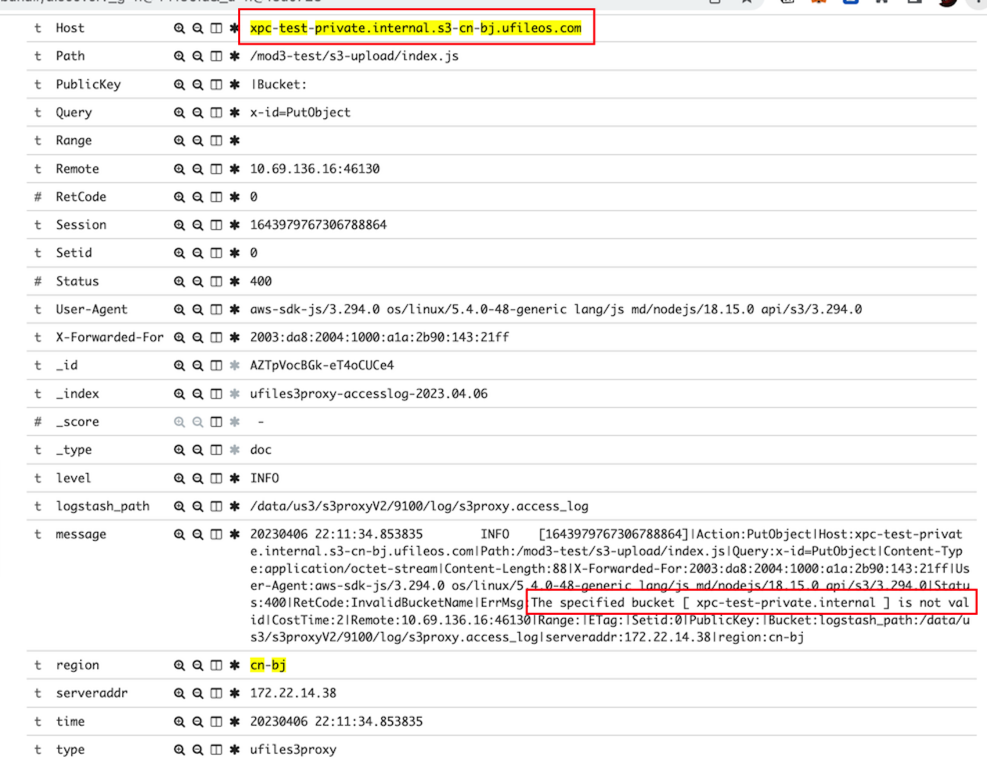 t Host xpc-test-private.internal.s3-cn-bj.ufileos.com
t Path /mod3-test/s3-upload/index.js
t PublicKey |Bucket:
t Query x-id=PutObject
t Range
t Remote 10.69.136.16:46130
# RetCode 0
t Session 1643979767306788864
t Setid 0
# Status 400
t User-Agent aws-sdk-js/3.294.0 os/linux/5.4.0-48-generic lang/js md/nodejs/18.15.0 api/s3/3.294.0
t X-Forwarded-For 2003:da8:2004:1000:a1a:2b90:143:21ff
t _id AZTpVocBGk-eT4oCUCe4
t _index ufiles3proxy-accesslog-2023.04.06
# _score -
t _type doc
t level INFO
t logstash_path /data/us3/s3proxyV2/9100/log/s3proxy.access_log
t message 20230406 22:11:34.853835 INFO [1643979767306788864]|Action:PutObject|Host:xpc-test-privat
e.internal.s3-cn-bj.ufileos.com|Path:/mod3-test/s3-upload/index.js|Query:x-id=PutObject|Content-Typ
e:application/octet-stream|Content-Length:88|X-Forwarded-For:2003:da8:2004:1000:a1a:2b90:143:21ff|Us
er-Agent:aws-sdk-js/3.294.0 os/linux/5.4.0-48-generic lang/js md/nodejs/18.15.0 api/s3/3.294.0|Statu
s:400|RetCode:InvalidBucketName|ErrMsg:The specified bucket [ xpc-test-private.internal ] is not val
id|CostTime:2|Remote:10.69.136.16:46130|Range:|ETag:|Setid:0|PublicKey:|Bucket:logstash_path:/data/u
s3/s3proxyV2/9100/log/s3proxy.access_log|serveraddr:172.22.14.38|region:cn-bj
t region cn-bj
t serveraddr 172.22.14.38
t time 20230406 22:11:34.853835
t type ufiles3proxy